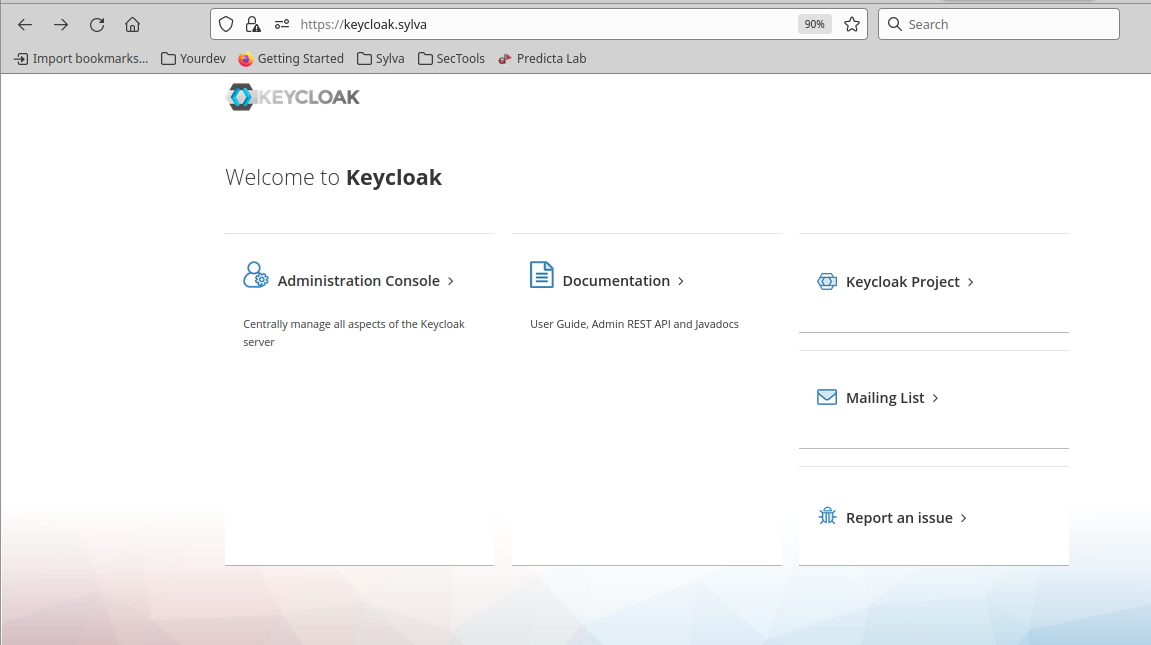 https://keycloak.sylva
90%
Search
Import bookmarks...
Yourdev
Getting Started
Sylva
SecTools
Predicta Lab
KEYCLOAK
Welcome to Keycloak
Administration Console
Centrally manage all aspects of the Keycloak
server
Documentation
User Guide, Admin REST API and Javadocs
Keycloak Project
Mailing List
Report an issue